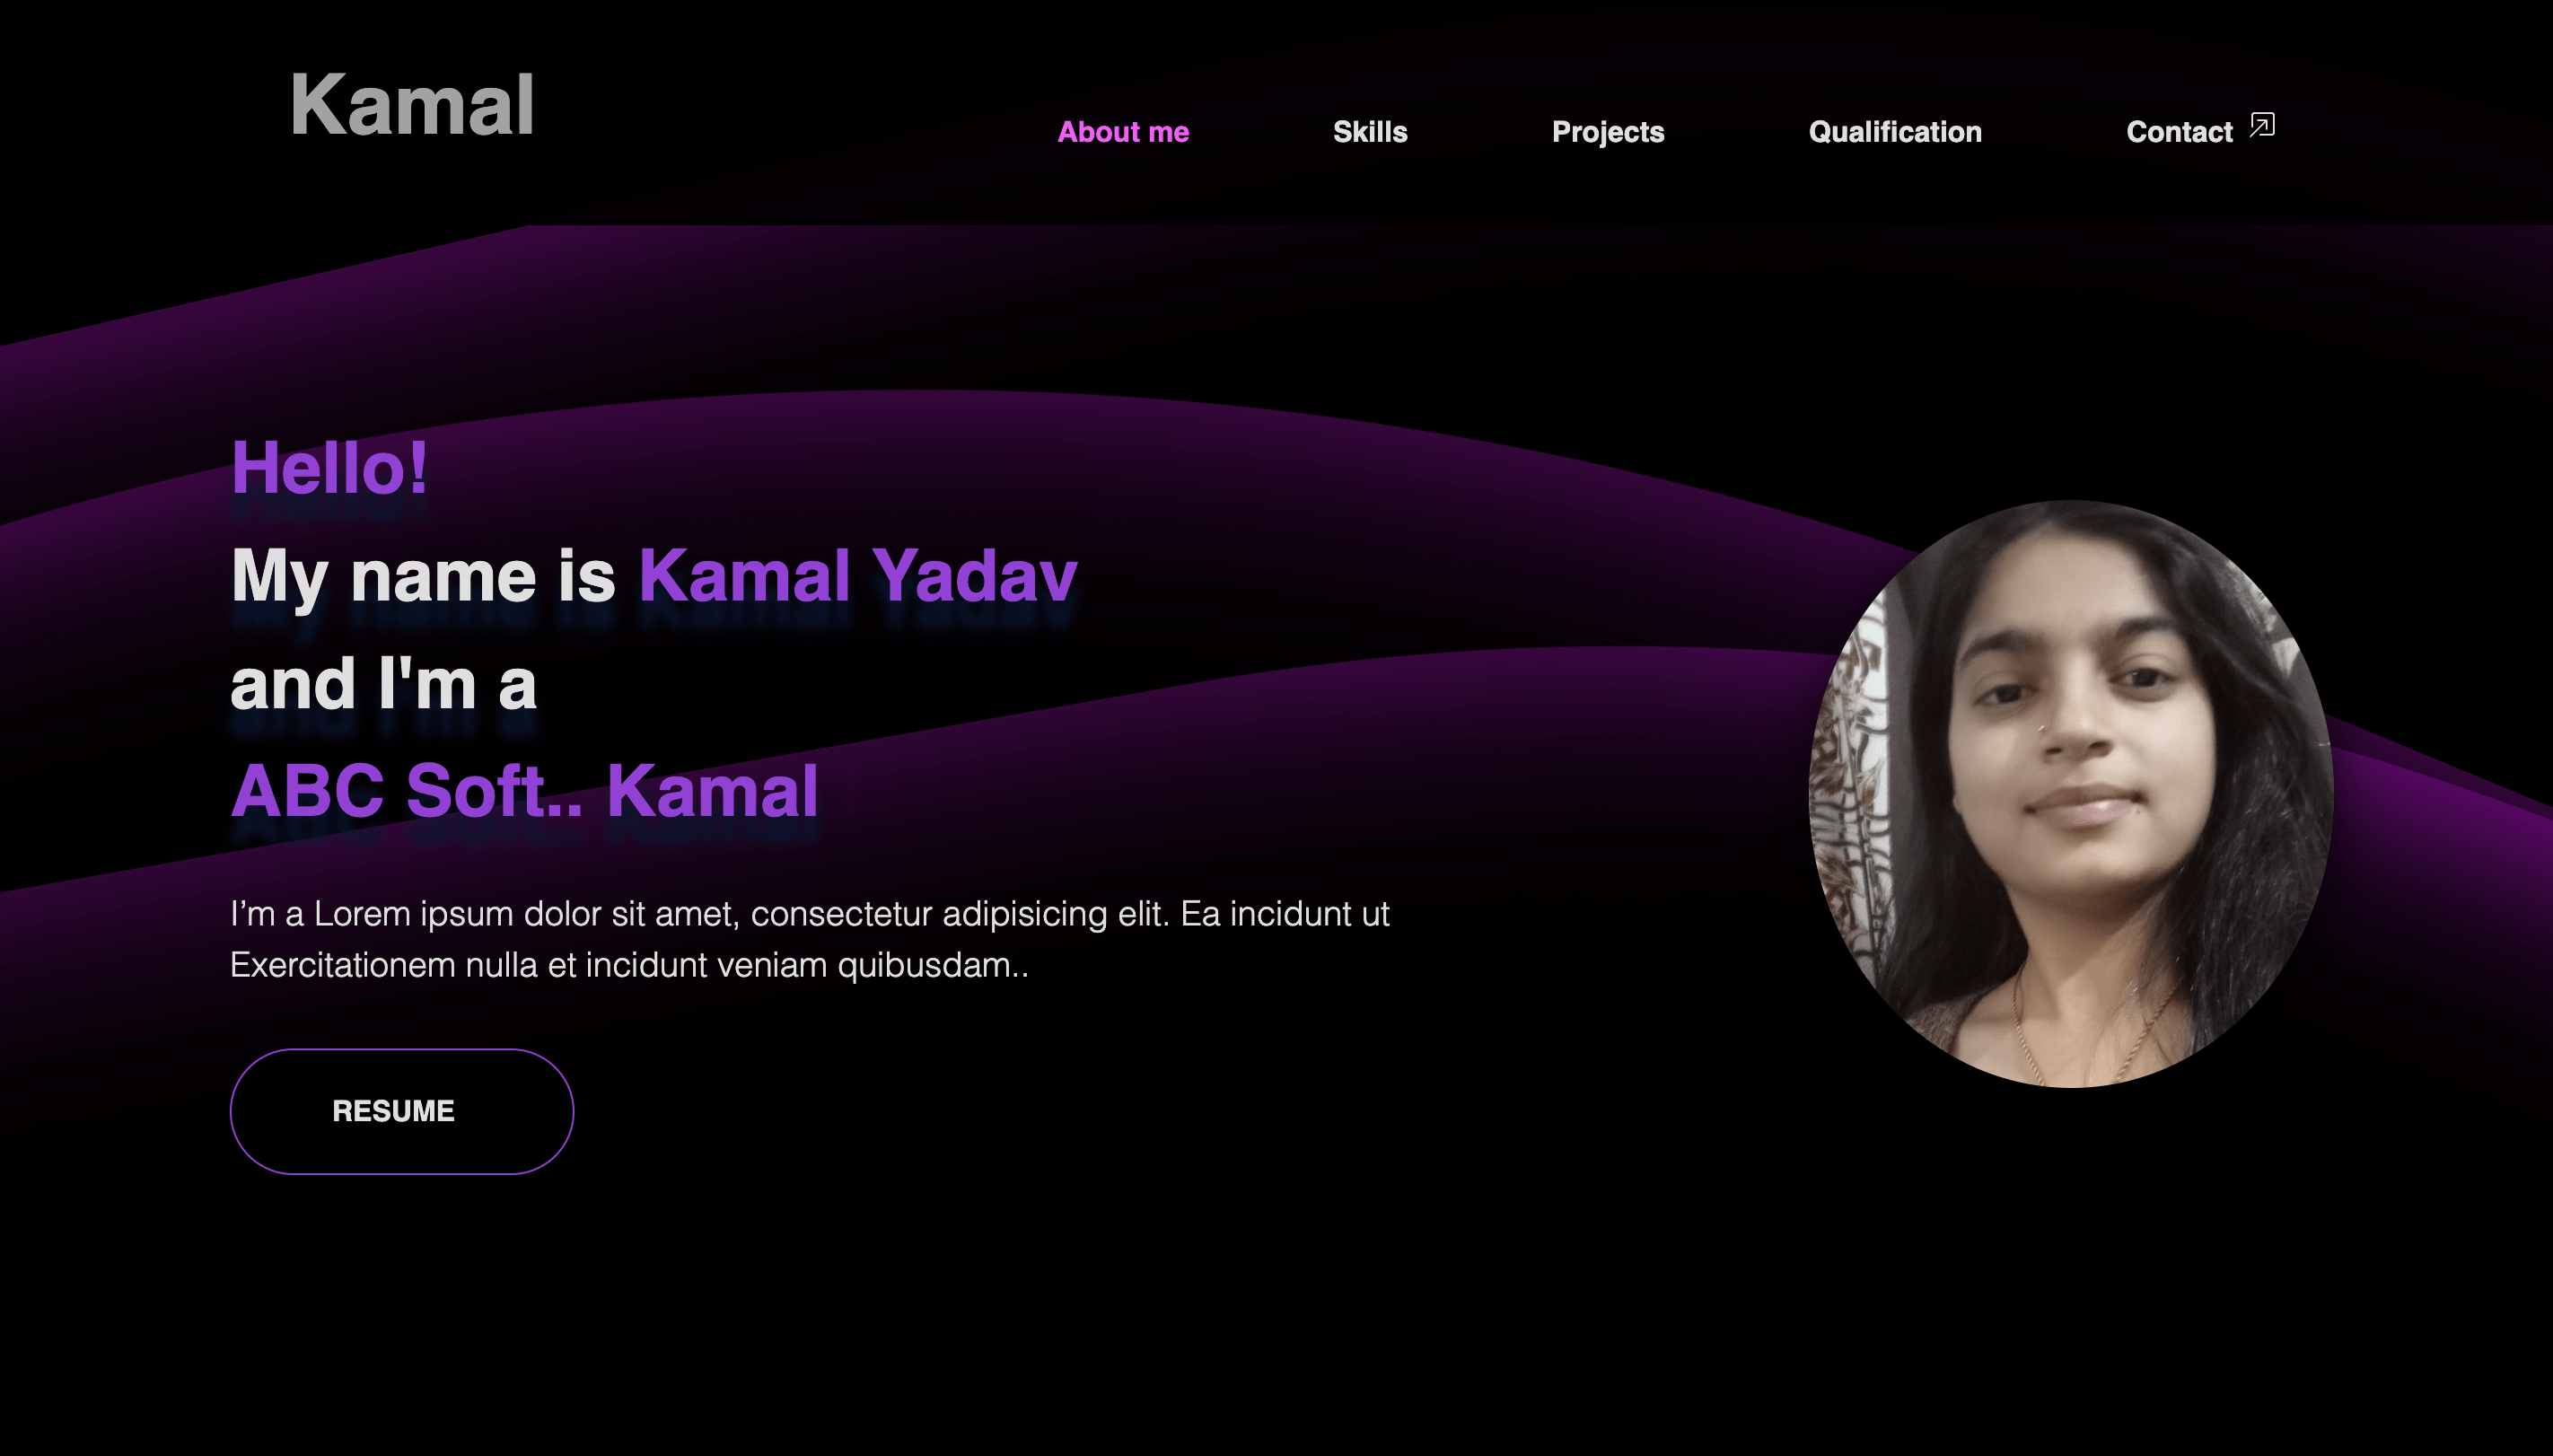 Kamal
About me
Skills
Projects
Qualification
Contact
Hello!
My name is Kamal Yadav
and I'm a
ABC Soft.. Kamal
I’m a Lorem ipsum dolor sit amet, consectetur adipisicing elit. Ea incidunt ut
Exercitationem nulla et incidunt veniam quibusdam..
RESUME